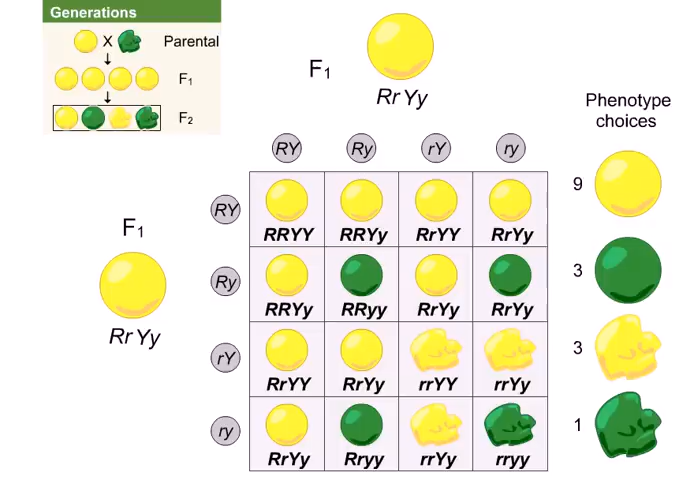 Generations
X Parental
F₁
F₂
F₁
Rr Yy
Phenotype
choices
RY Ry rY ry
F₁
Rr Yy
RY
RRYY RRYy RrYY RrYy
9
Ry
RRYy RRyy RrYy RrYy
3
rY
RrYY RrYy rrYY rrYy
3
ry
RrYy Rryy rrYy rryy
1